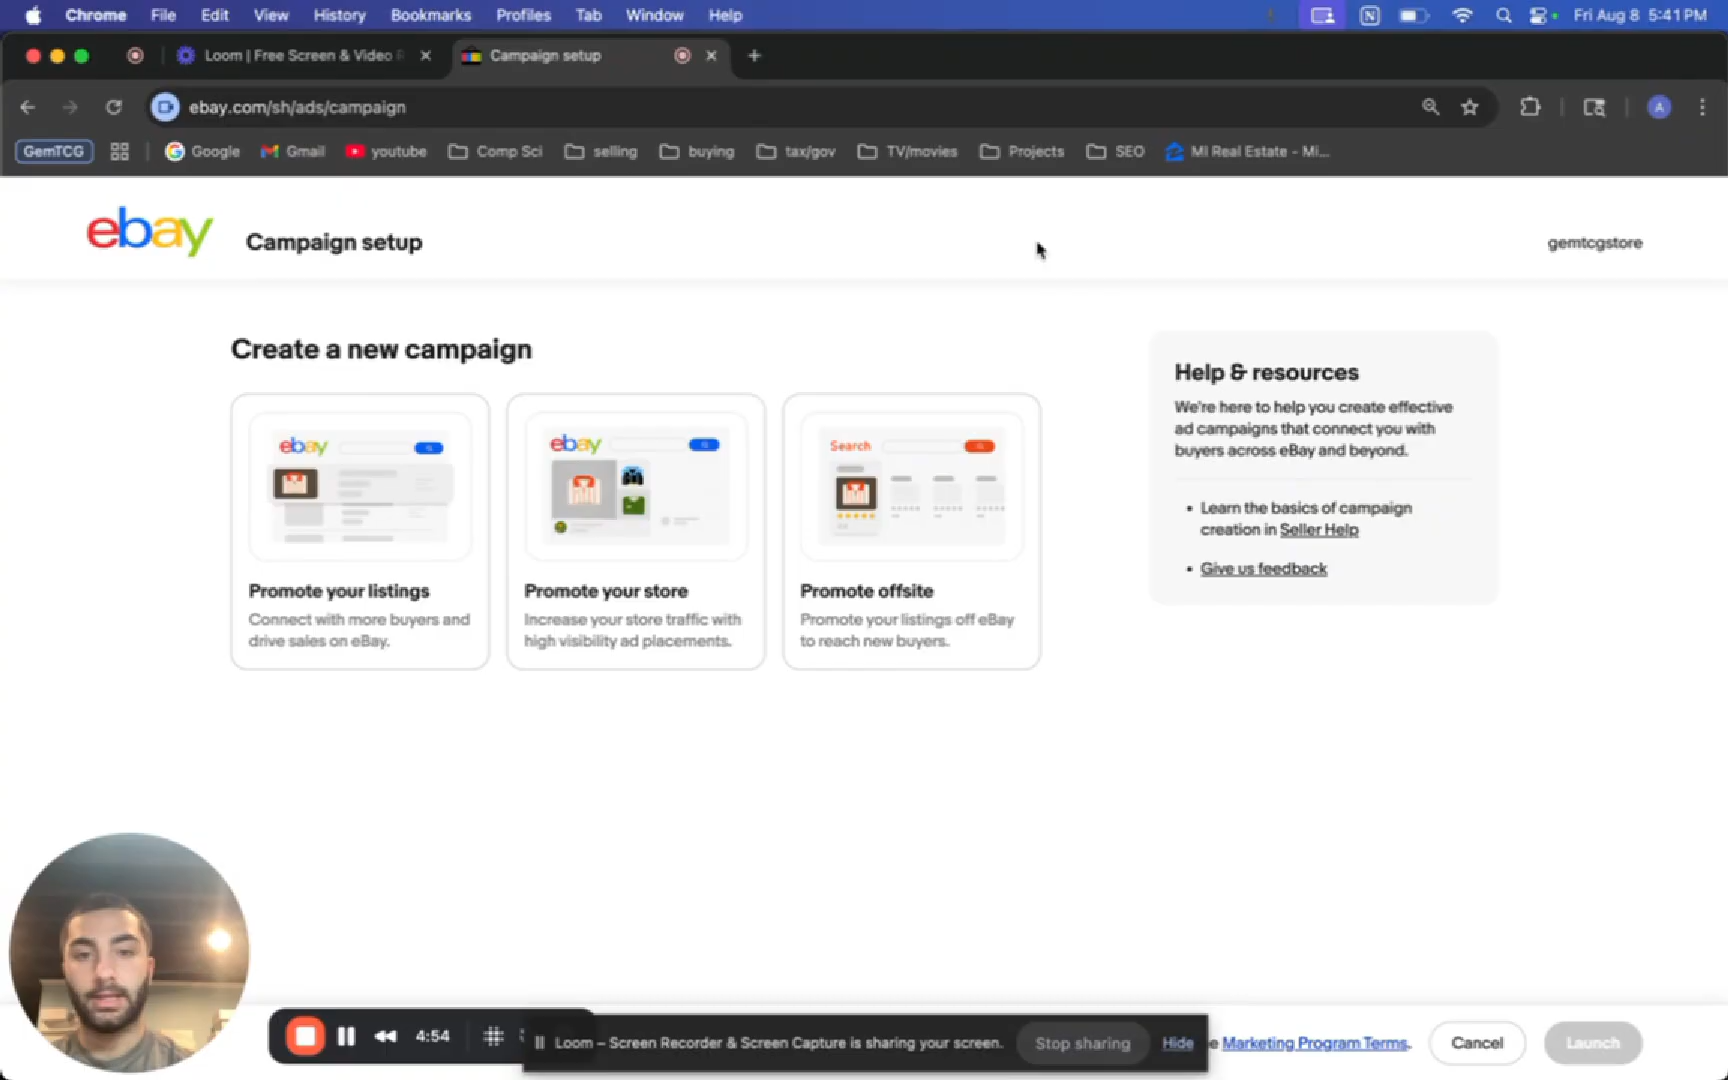 Chrome File Edit View History Bookmarks Profiles Tab Window Help Fri Aug 8 5:41 PM
Loom | Free Screen & Video Campaign setup
ebay.com/sh/ads/campaign A
GemTCG Google Gmail youtube Comp Sci selling buying tax/gov TV/movies Projects SEO MI Real Estate - Mi...
ebay Campaign setup gemtcgstore
Create a new campaign
ebay
ebay
Search
Promote your listings
Connect with more buyers and
drive sales on eBay.
Promote your store
Increase your store traffic with
high visibility ad placements.
Promote offsite
Promote your listings off eBay
to reach new buyers.
Help & resources
We're here to help you create effective
ad campaigns that connect you with
buyers across eBay and beyond.
• Learn the basics of campaign
creation in Seller Help
• Give us feedback
4:54
Loom – Screen Recorder & Screen Capture is sharing your screen. Stop sharing Hide
Marketing Program Terms. Cancel Launch